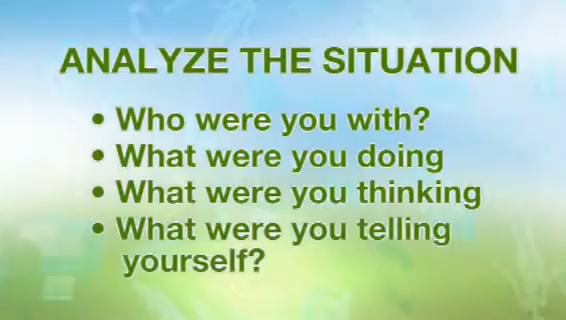 ANALYZE THE SITUATION
• Who were you with?
• What were you doing
• What were you thinking
• What were you telling
yourself?